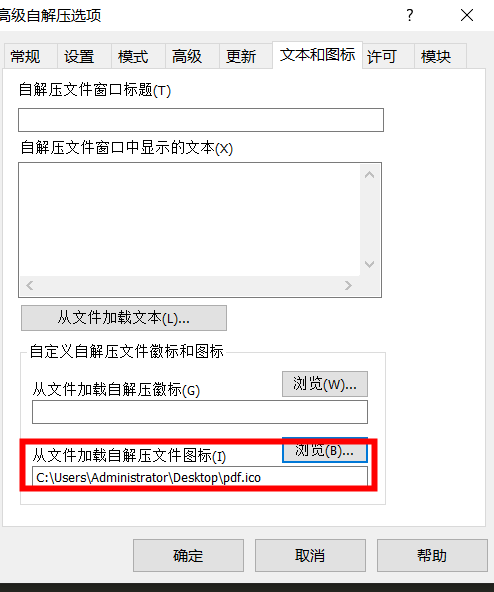 高级自解压选项
?
常规 设置 模式 高级 更新 文本和图标 许可 模块
自解压文件窗口标题(T)
自解压文件窗口中显示的文本(X)
从文件加载文本(L)...
自定义自解压文件徽标和图标
从文件加载自解压徽标(G)
浏览(W)...
从文件加载自解压文件图标(I)
浏览(B)...
C:\Users\Administrator\Desktop\pdf.ico
确定 取消 帮助